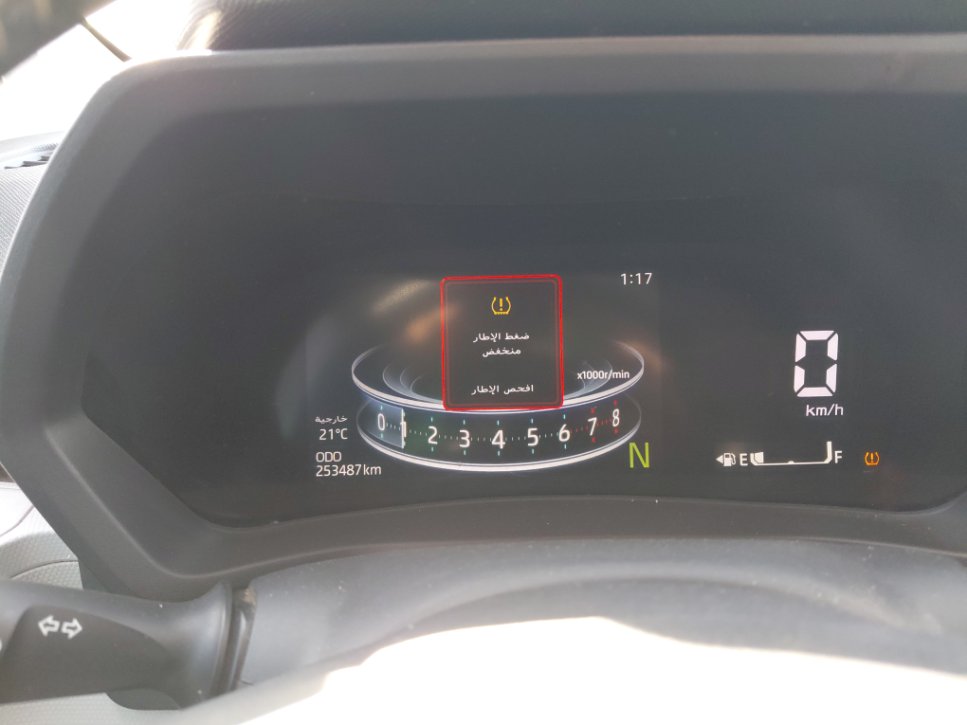 1:17
ضغط الإطار
منخفض
افحص الإطار
x1000r/min
0 1 2 3 4 5 6 7 8
خارجية
21°C
ODO
253487km
N
0
km/h
E F